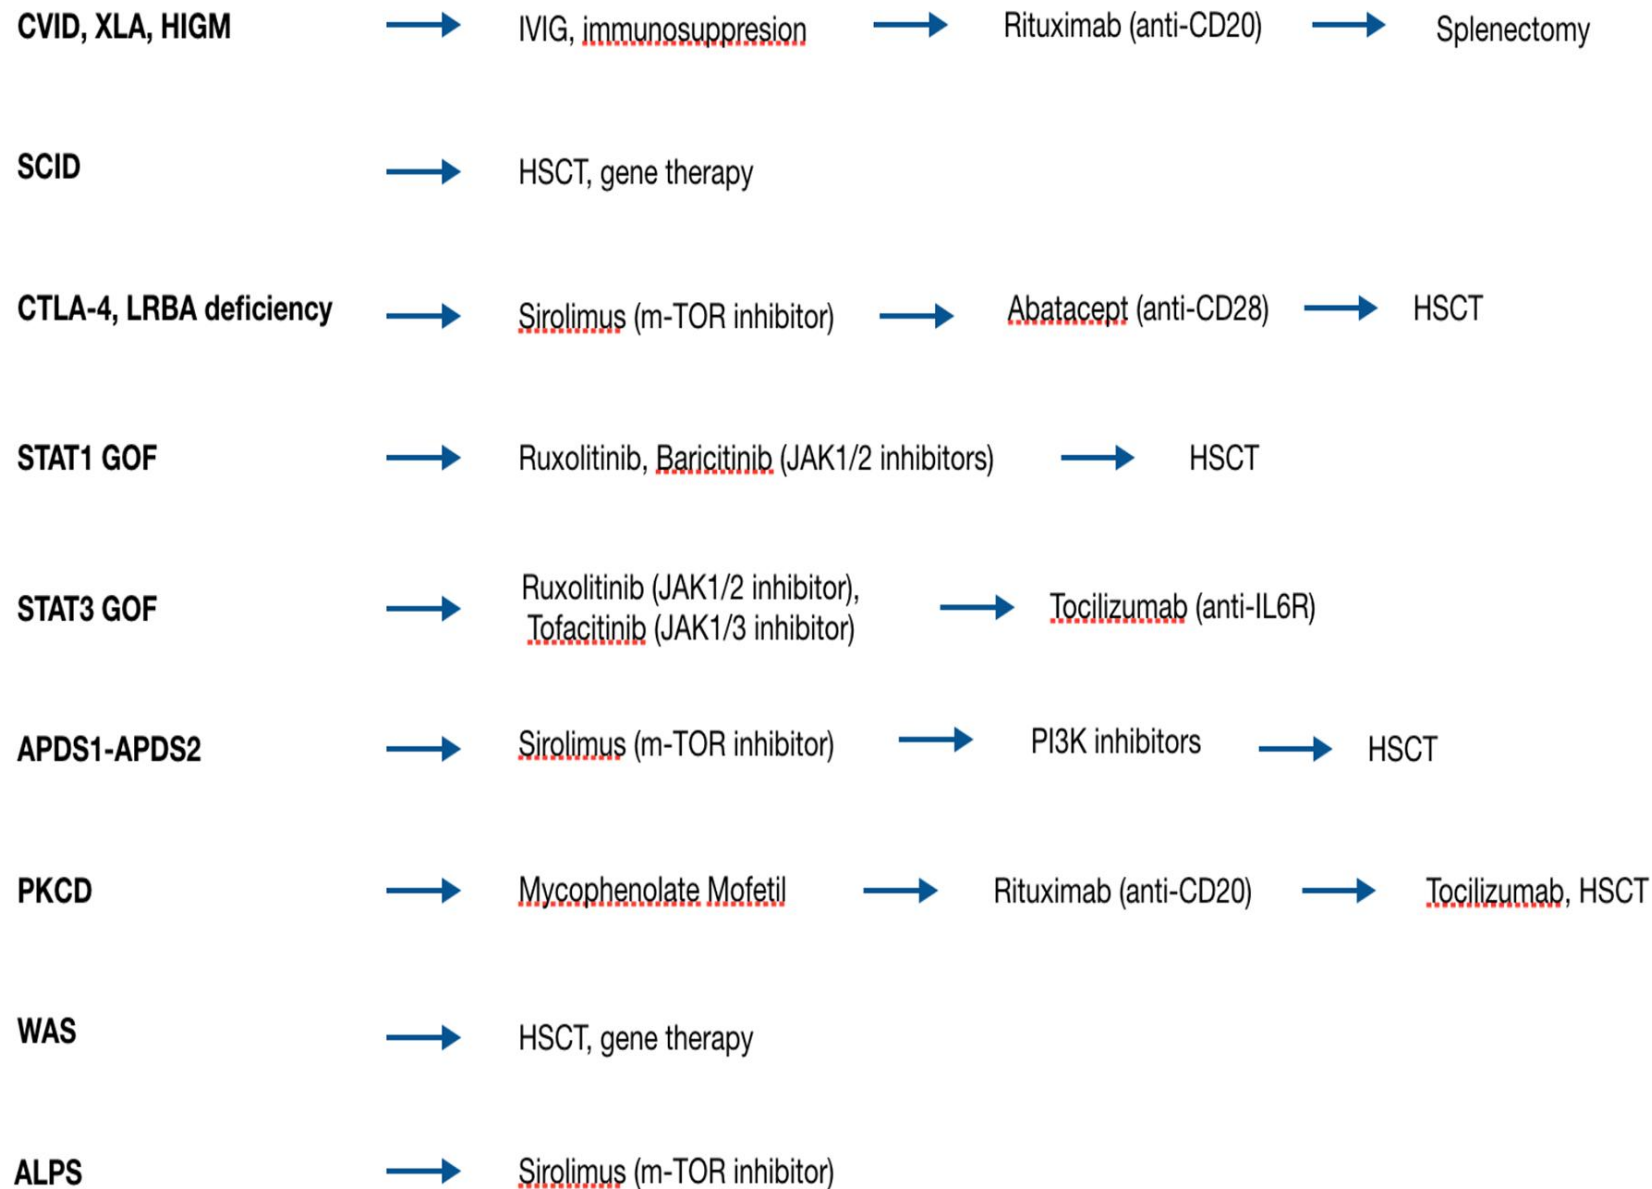 CVID, XLA, HIGM IVIG, immunosuppresion Rituximab (anti-CD20) Splenectomy
SCID HSCT, gene therapy
CTLA-4, LRBA deficiency Sirolimus (m-TOR inhibitor) Abatacept (anti-CD28) HSCT
STAT1 GOF Ruxolitinib, Baricitinib (JAK1/2 inhibitors) HSCT
STAT3 GOF Ruxolitinib (JAK1/2 inhibitor),
Tofacitinib (JAK1/3 inhibitor) Tocilizumab (anti-IL6R)
APDS1-APDS2 Sirolimus (m-TOR inhibitor) PI3K inhibitors HSCT
PKCD Mycophenolate Mofetil Rituximab (anti-CD20) Tocilizumab, HSCT
WAS HSCT, gene therapy
ALPS Sirolimus (m-TOR inhibitor)